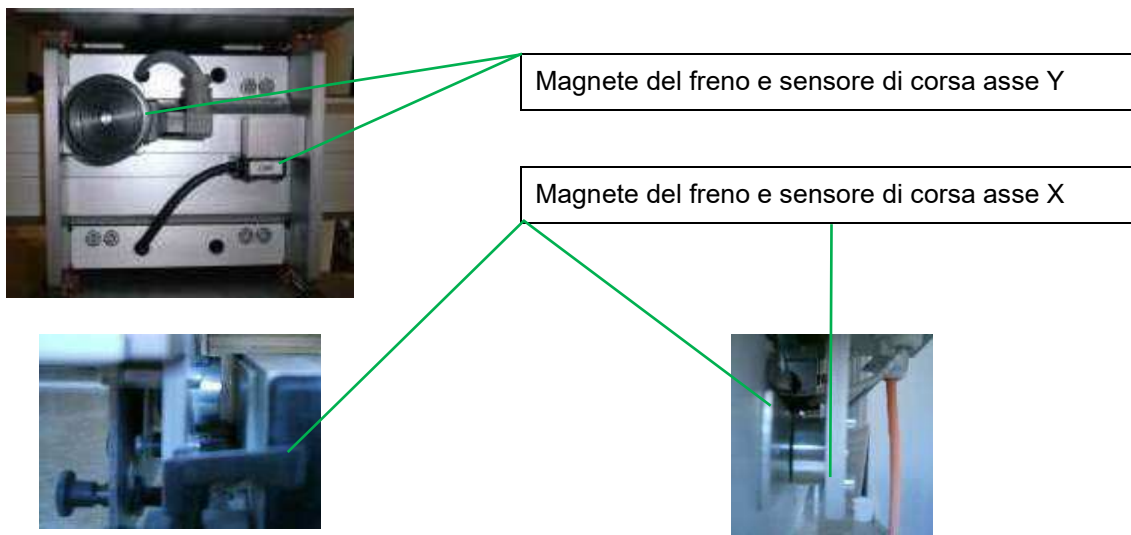 Magnete del freno e sensore di corsa asse Y
Magnete del freno e sensore di corsa asse X